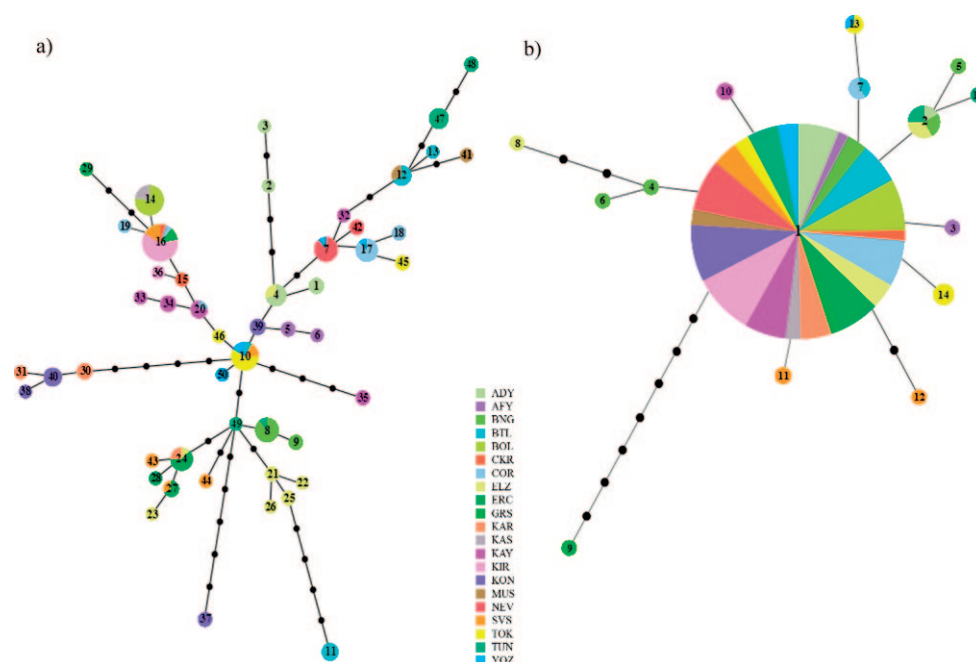 a)
b)
48
3
47
13
12
41
2
29
14
19
16
32
42
7
17
18
45
36
15
4
1
33
34
20
39
5
6
46
10
50
31
40
30
38
35
49
8
9
43
24
28
27
44
21
22
23
25
26
37
11
13
5
10
7
2
8
4
6
1
3
14
11
12
9
ADY
AFY
BNG
BTL
BOL
CKR
COR
ELZ
ERC
GRS
KAR
KAS
KAY
KIR
KON
MUS
NEV
SVS
TOK
TUN
YOZ